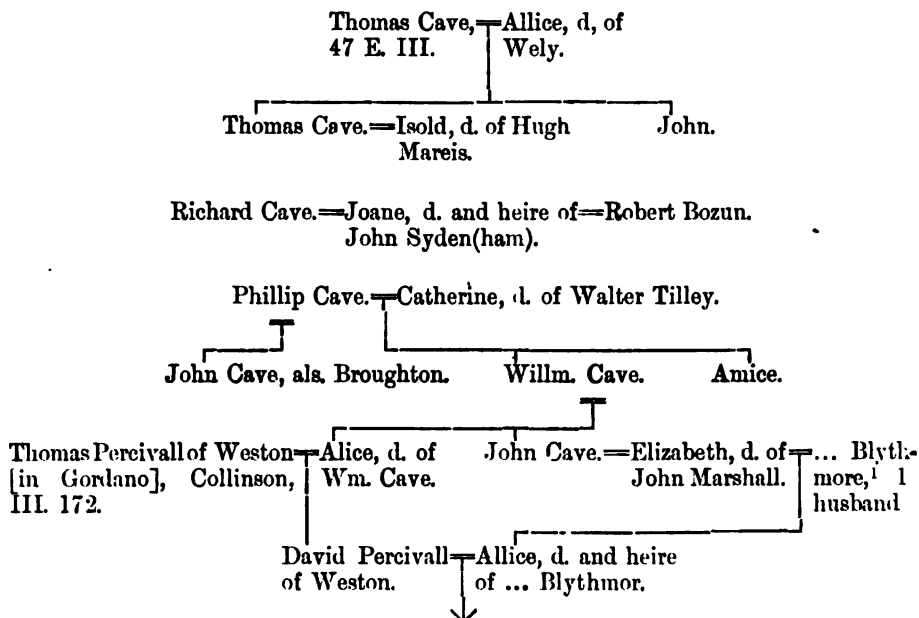 Thomas Cave,=Allice, d, of
47 E. III. Wely.
Thomas Cave.=Isold, d. of Hugh John.
Mareis.
Richard Cave.=Joane, d. and heire of=Robert Bozun.
John Syden(ham).
Phillip Cave.=Catherine, d. of Walter Tilley.
John Cave, als. Broughton. Willm. Cave. Amice.
Thomas Percivall of Weston=Alice, d. of John Cave.=Elizabeth, d. of=... Blyth-
[in Gordano], Collinson, Wm. Cave. John Marshall. more,¹ 1
III. 172. husband
David Percivall=Allice, d. and heire
of Weston. of ... Blythmor.